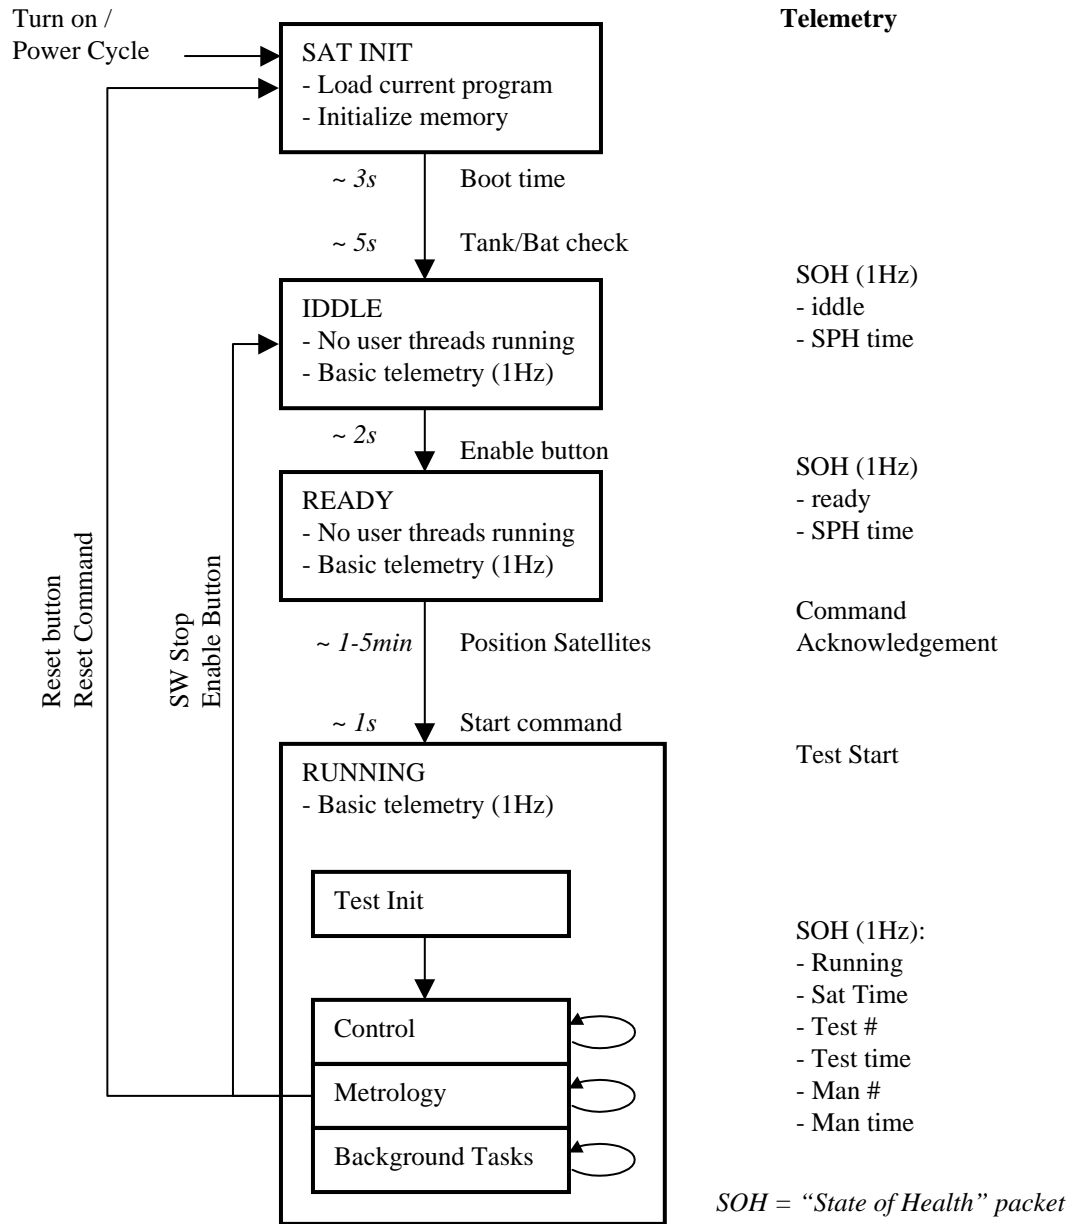 Turn on /
Power Cycle
Telemetry
SAT INIT
- Load current program
- Initialize memory
~ 3s
Boot time
~ 5s
Tank/Bat check
IDDLE
- No user threads running
- Basic telemetry (1Hz)
SOH (1Hz)
- iddle
- SPH time
~ 2s
Enable button
READY
- No user threads running
- Basic telemetry (1Hz)
SOH (1Hz)
- ready
- SPH time
Reset button
Reset Command
SW Stop
Enable Button
~ 1-5min
Position Satellites
Command
Acknowledgement
~ 1s
Start command
RUNNING
- Basic telemetry (1Hz)
Test Start
Test Init
Control
Metrology
Background Tasks
SOH (1Hz):
- Running
- Sat Time
- Test #
- Test time
- Man #
- Man time
SOH = “State of Health” packet